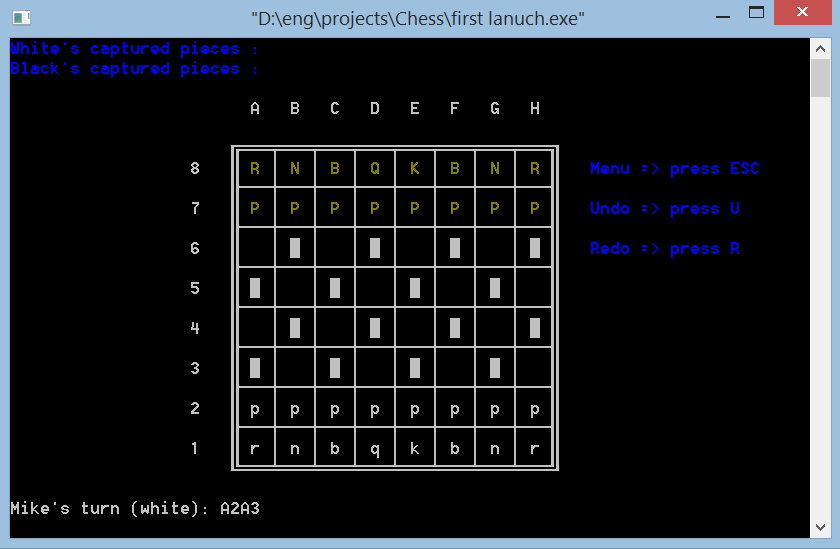 "D:\eng\projects\Chess\first lanuch.exe"
White's captured pieces :
Black's captured pieces :
A B C D E F G H
8 R N B Q K B N R Menu => press ESC
7 P P P P P P P P Undo => press U
6 Redo => press R
5
4
3
2 p p p p p p p p
1 r n b q k b n r
Mike's turn (white): A2A3